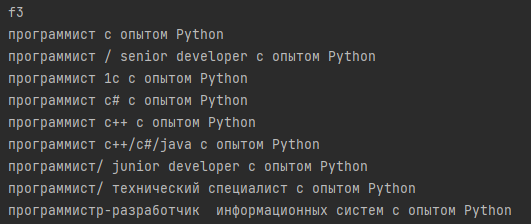 f3
программист с опытом Python
программист / senior developer с опытом Python
программист 1с с опытом Python
программист c# с опытом Python
программист c++ с опытом Python
программист c++/c#/java с опытом Python
программист/ junior developer с опытом Python
программист/ технический специалист с опытом Python
программистр-разработчик  информационных систем с опытом Python